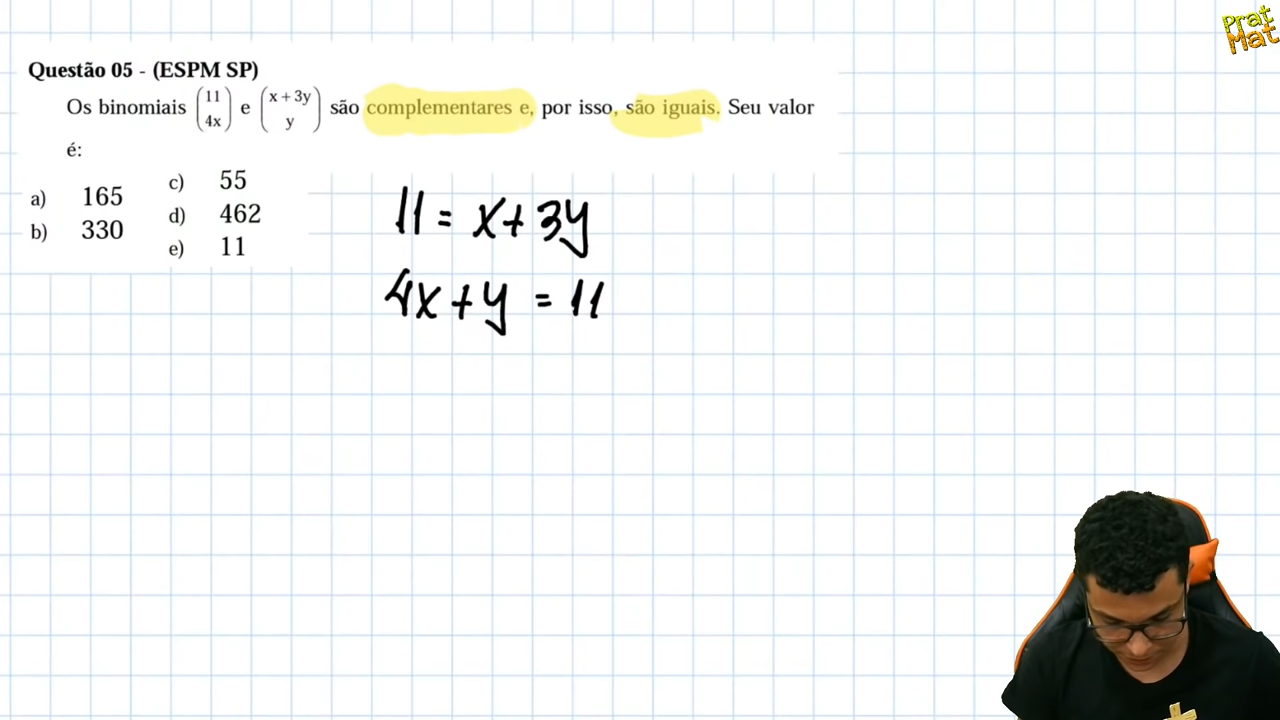 Prat
Mat
Questão 05 - (ESPM SP)
Os binomiais (11 4x) e (x + 3y y) são complementares e, por isso, são iguais. Seu valor
é:
a) 165
b) 330
c) 55
d) 462
e) 11
11 = x + 3y
4x + y = 11